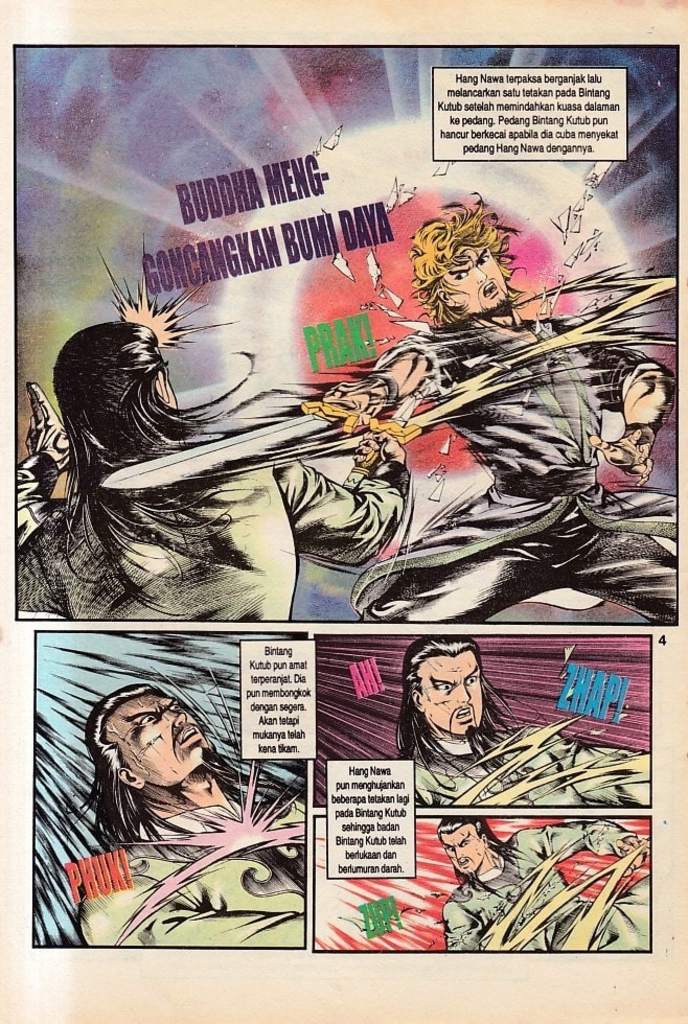 Hang Nawa terpaksa berganjak lalu
melancarkan satu tetakan pada Bintang
Kutub setelah memindahkan kuasa dalaman
ke pedang. Pedang Bintang Kutub pun
hancur berkecai apabila dia cuba menyekat
pedang Hang Nawa dengannya.
BUDDHA MENG-
GONCANGKAN BUMI DAYA
PRAK!
4
Bintang
Kutub pun amat
terperanjat. Dia
pun membongkok
dengan segera.
Akan tetapi
mukanya telah
kena tikam.
PHUK!
AH!
ZHAP!
Hang Nawa
pun menghujankan
beberapa tetakan lagi
pada Bintang Kutub
sehingga badan
Bintang Kutub telah
berlukaan dan
berlumuran darah.
ZUP!